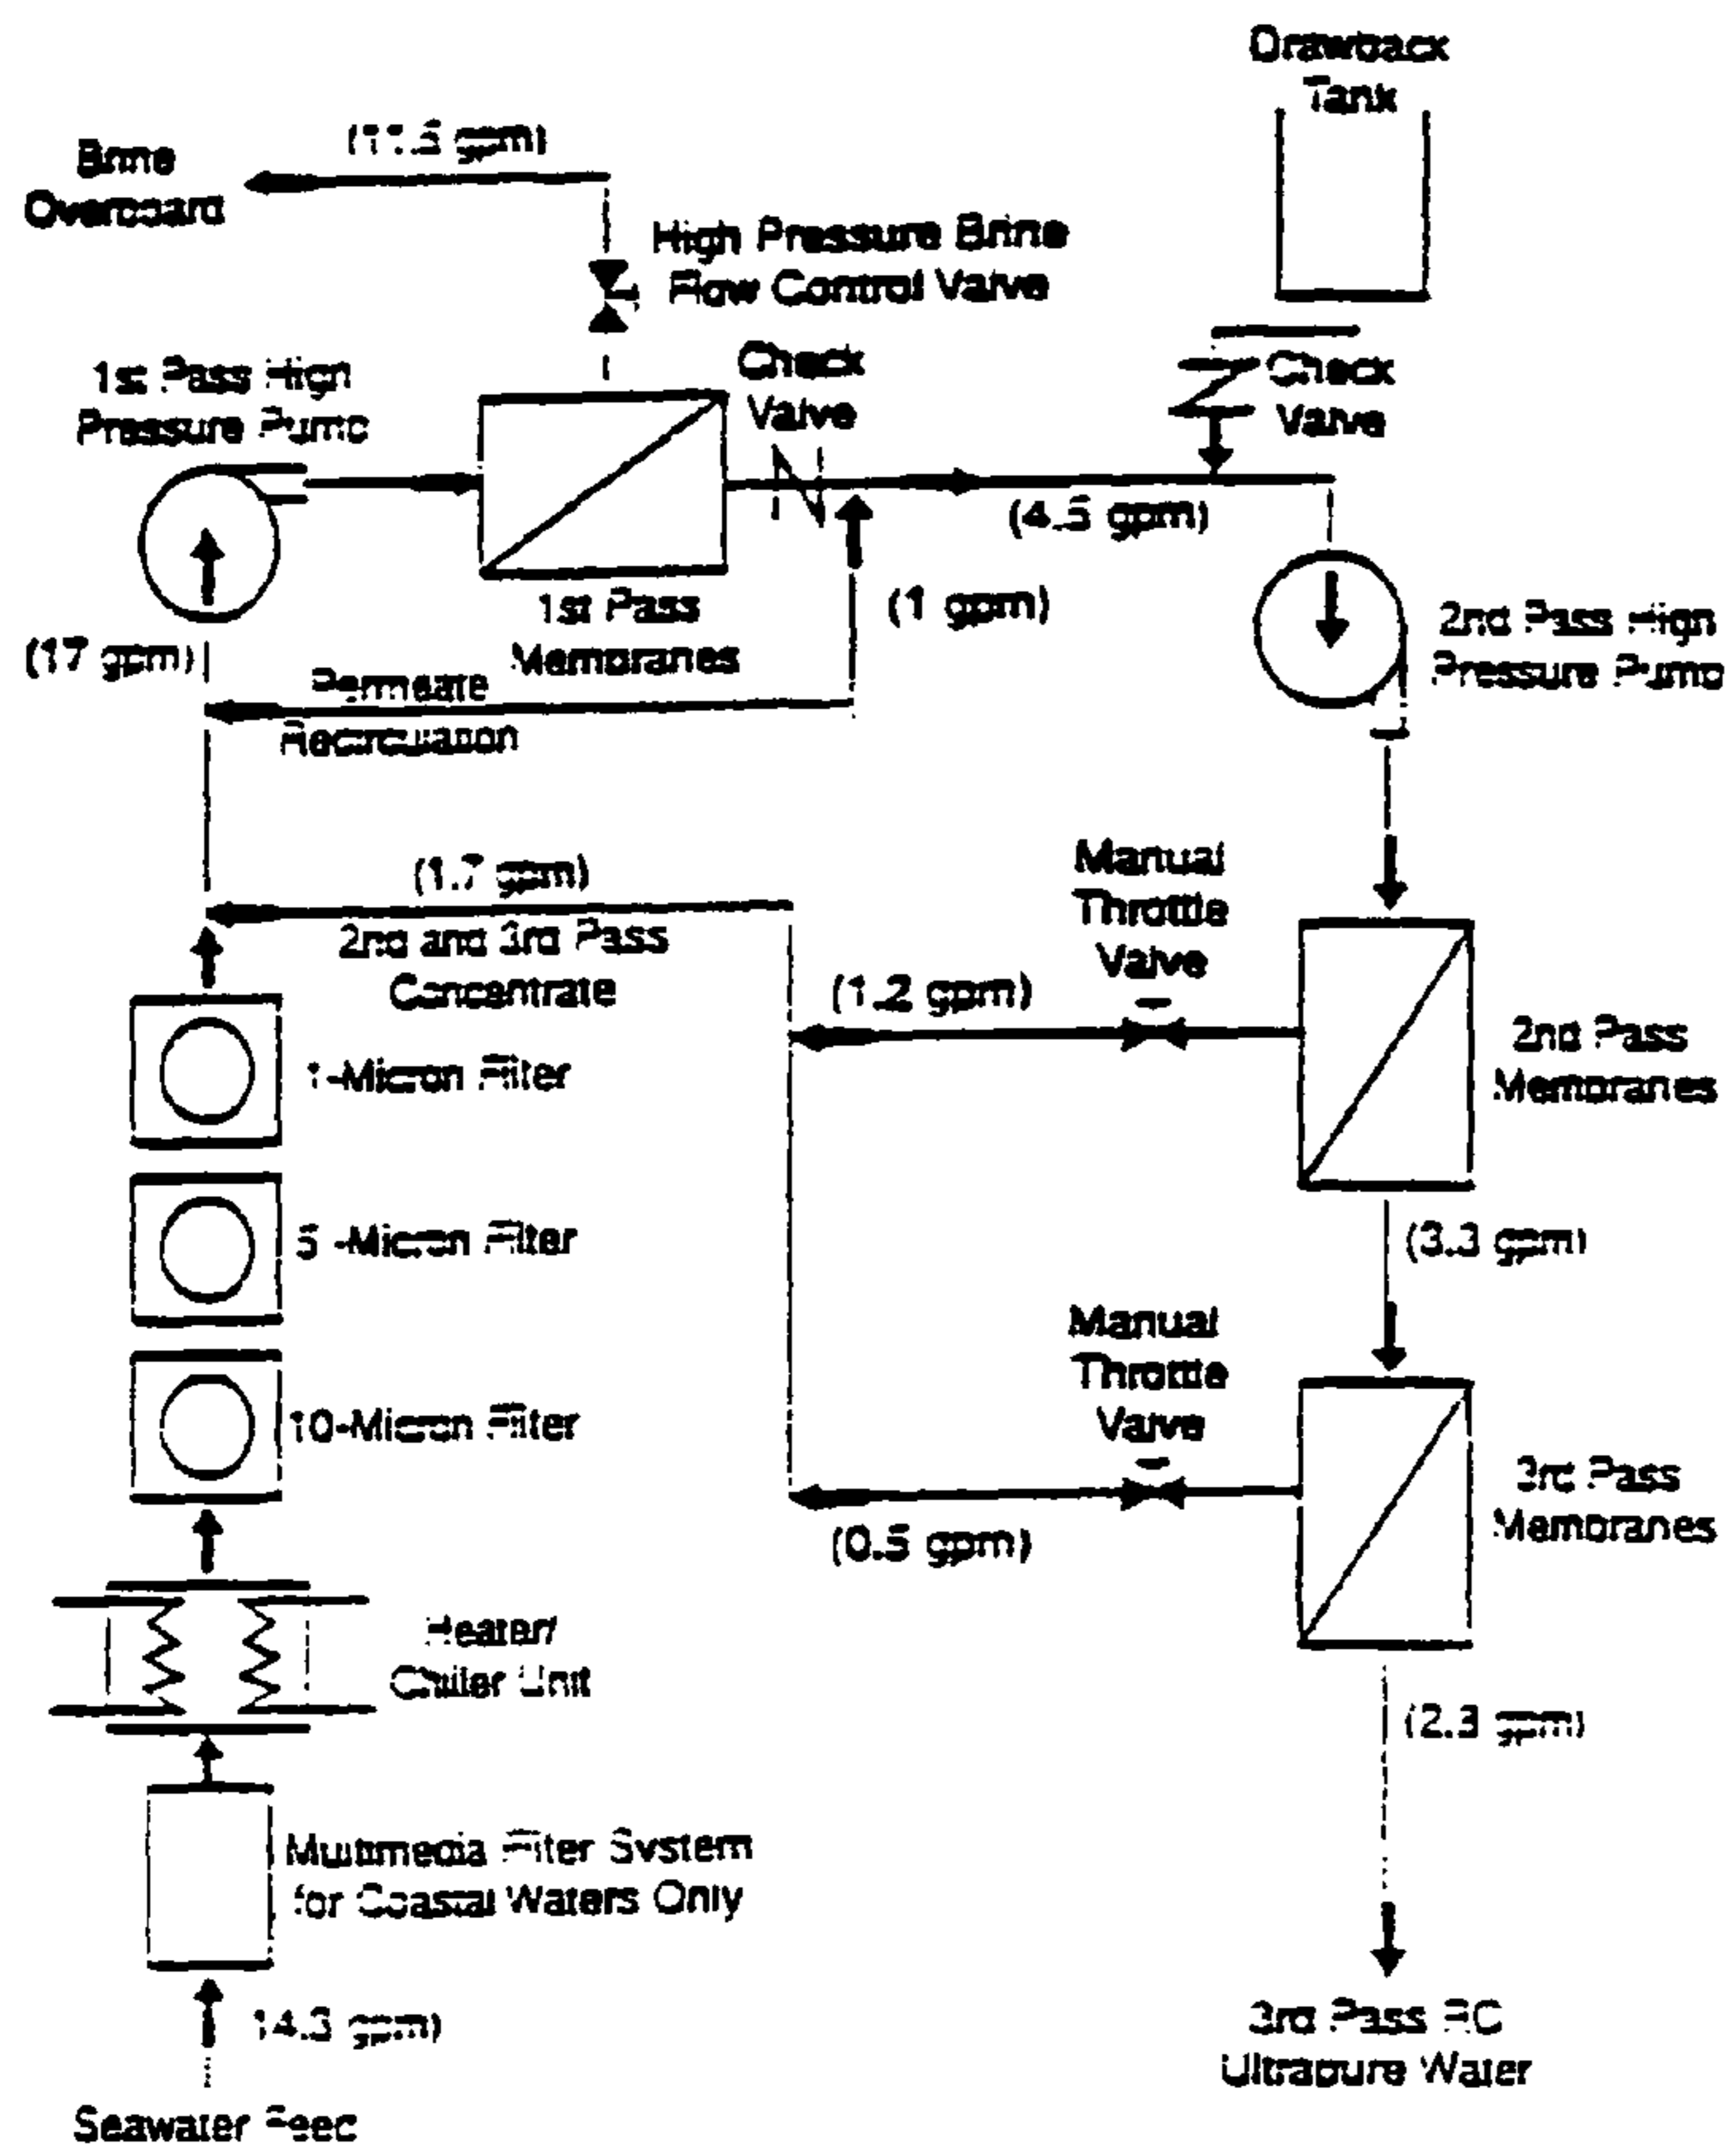 Drawback
Tank
Brine
Overboard
(11.5 gpm)
High Pressure Brine
Flow Control Valve
1st Pass High
Pressure Pump
Check
Valve
Check
Valve
(4.5 gpm)
1st Pass
Membranes
(1 gpm)
(17 gpm)
2nd Pass High
Pressure Pump
Permeate
Recirculation
(1.7 gpm)
2nd and 3rd Pass
Concentrate
Manual
Throttle
Valve
(1.2 gpm)
2nd Pass
Membranes
1-Micron Filter
5 -Micron Filter
(3.3 gpm)
Manual
Throttle
Valve
10-Micron Filter
3rd Pass
Membranes
(0.5 gpm)
Heater/
Chiller Unit
(2.3 gpm)
Multimedia Filter System
for Coastal Waters Only
14.3 gpm)
3rd Pass RO
Ultrapure Water
Seawater Feed